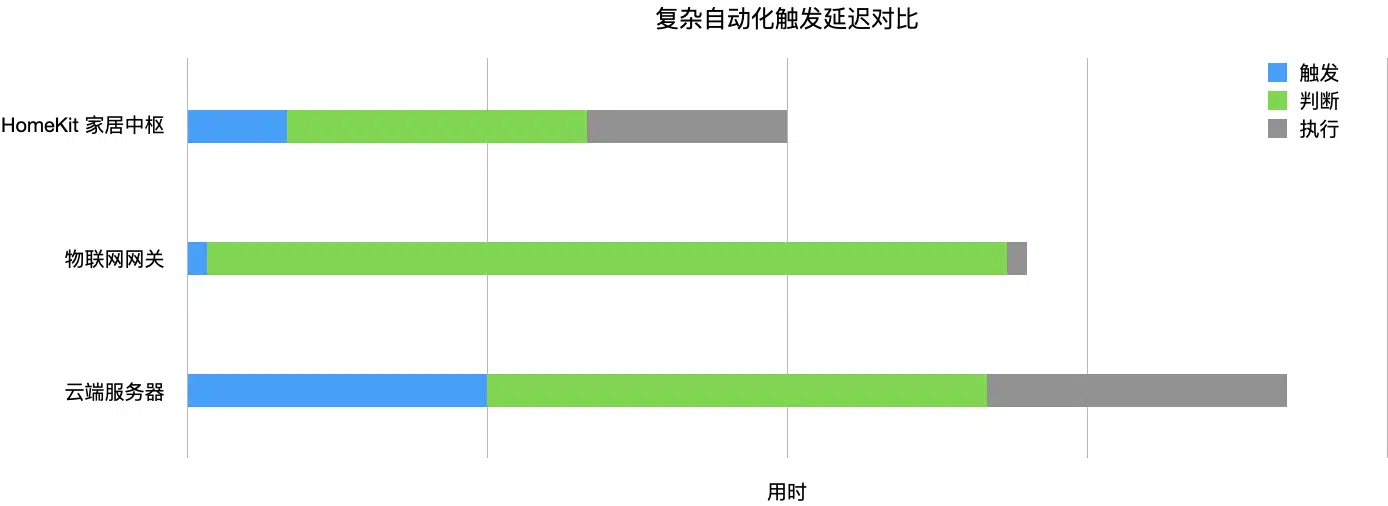 复杂自动化触发延迟对比
触发
判断
执行
HomeKit 家居中枢
物联网网关
云端服务器
用时